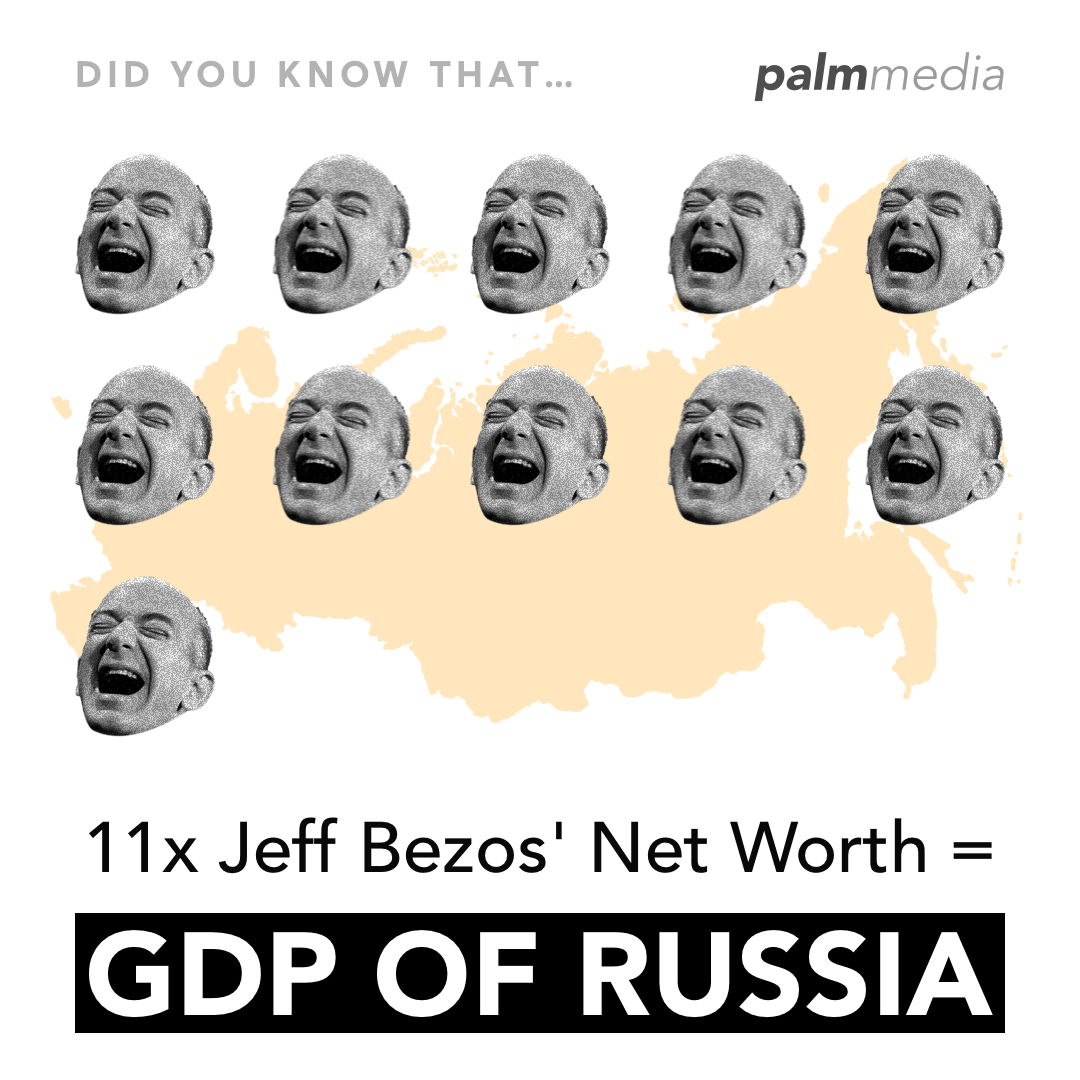 DID YOU KNOW THAT...
palmmedia
11x Jeff Bezos' Net Worth =
GDP OF RUSSIA